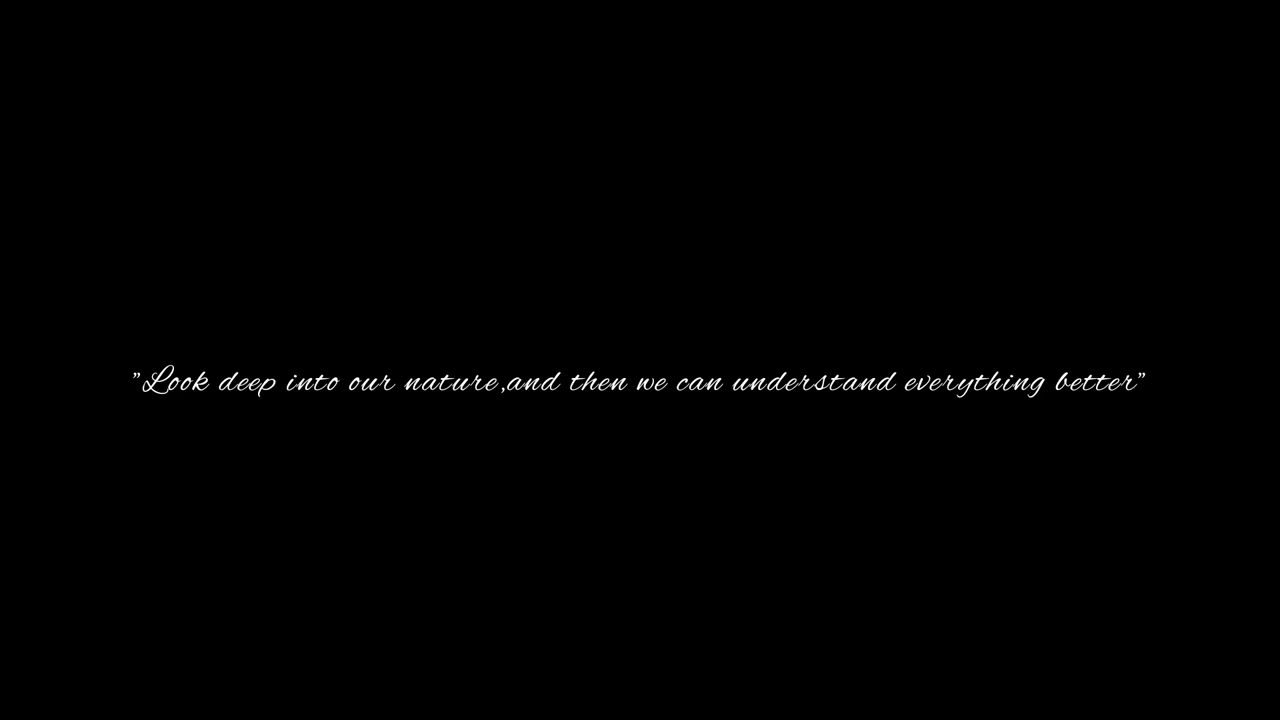 ”Look deep into our nature,and then we can understand everything better”